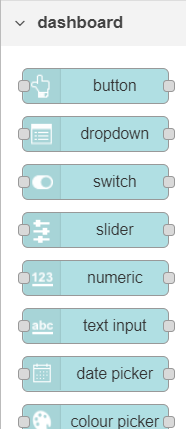 dashboard
button
dropdown
switch
slider
123 numeric
abc text input
date picker
colour picker